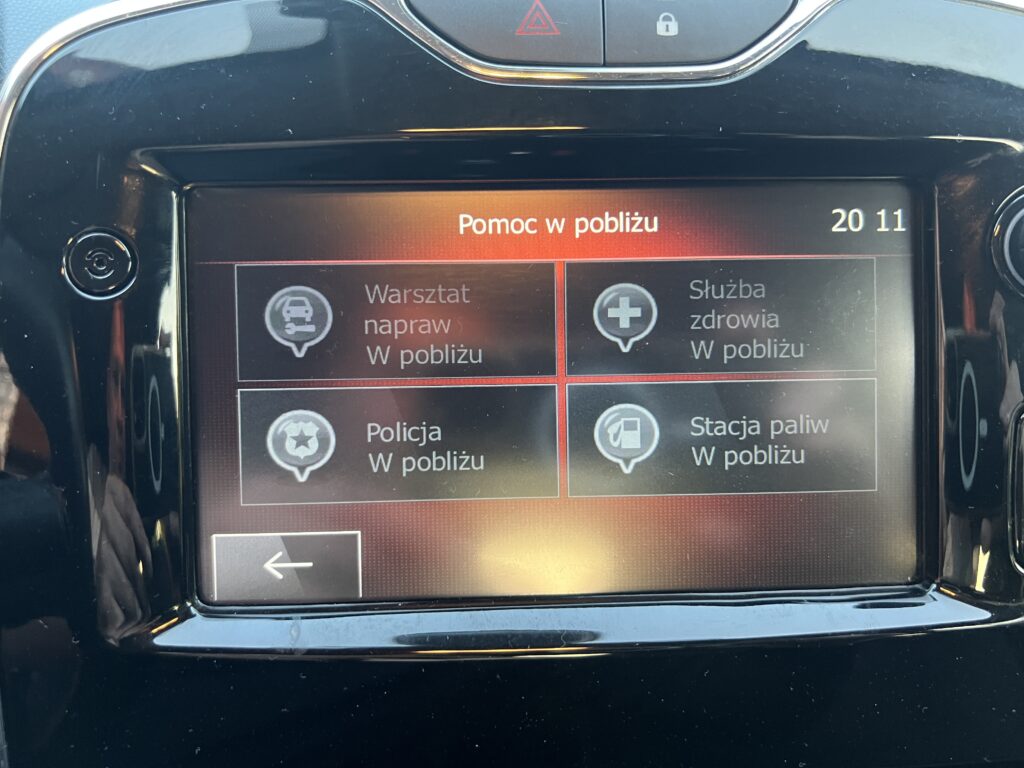 Pomoc w pobliżu
20 11
Warsztat
napraw
W pobliżu
Służba
zdrowia
W pobliżu
Policja
W pobliżu
Stacja paliw
W pobliżu